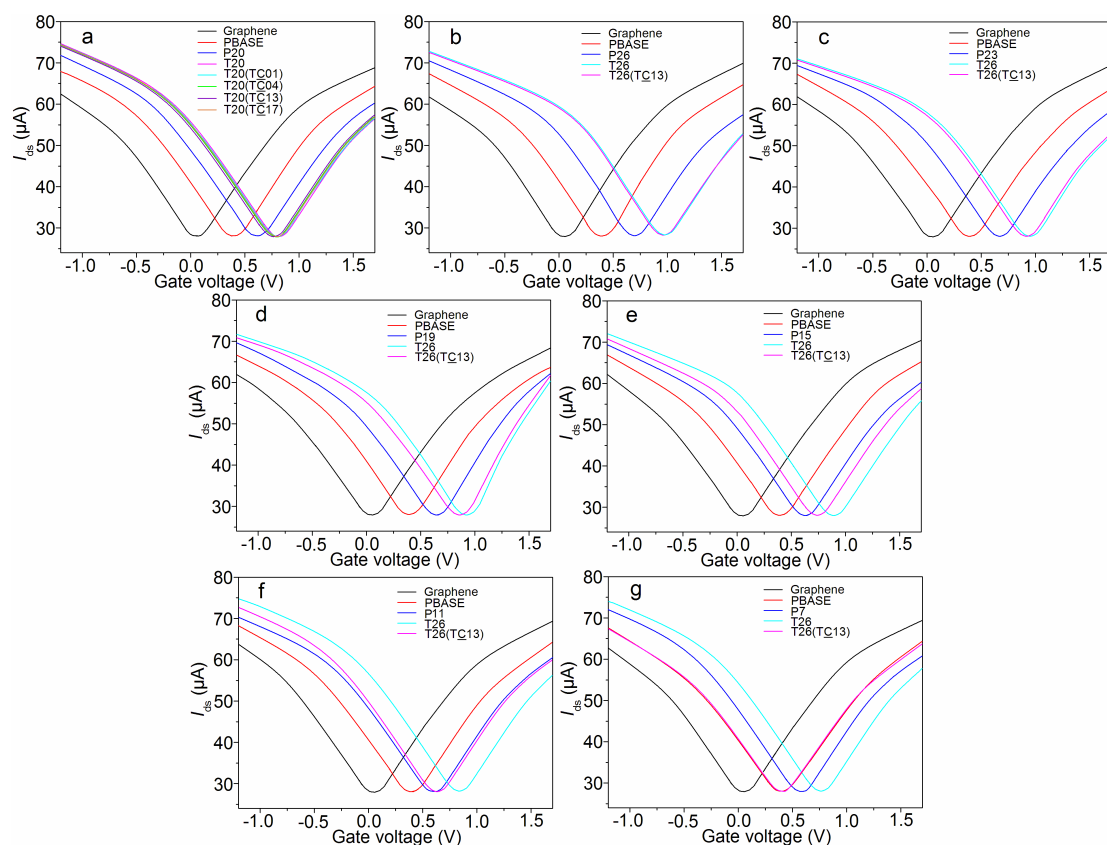 a
80
70
60
50
40
30
I_ds (μA)
-1.0 -0.5 0.0 0.5 1.0 1.5
Gate voltage (V)
Graphene
PBASE
P20
T20
T20(TC01)
T20(TC04)
T20(TC13)
T20(TC17)
b
80
70
60
50
40
30
I_ds (μA)
-1.0 -0.5 0.0 0.5 1.0 1.5
Gate voltage (V)
Graphene
PBASE
P26
T26
T26(TC13)
c
80
70
60
50
40
30
I_ds (μA)
-1.0 -0.5 0.0 0.5 1.0 1.5
Gate voltage (V)
Graphene
PBASE
P23
T26
T26(TC13)
d
80
70
60
50
40
30
I_ds (μA)
-1.0 -0.5 0.0 0.5 1.0 1.5
Gate voltage (V)
Graphene
PBASE
P19
T26
T26(TC13)
e
80
70
60
50
40
30
I_ds (μA)
-1.0 -0.5 0.0 0.5 1.0 1.5
Gate voltage (V)
Graphene
PBASE
P15
T26
T26(TC13)
f
80
70
60
50
40
30
I_ds (μA)
-1.0 -0.5 0.0 0.5 1.0 1.5
Gate voltage (V)
Graphene
PBASE
P11
T26
T26(TC13)
g
80
70
60
50
40
30
I_ds (μA)
-1.0 -0.5 0.0 0.5 1.0 1.5
Gate voltage (V)
Graphene
PBASE
P7
T26
T26(TC13)